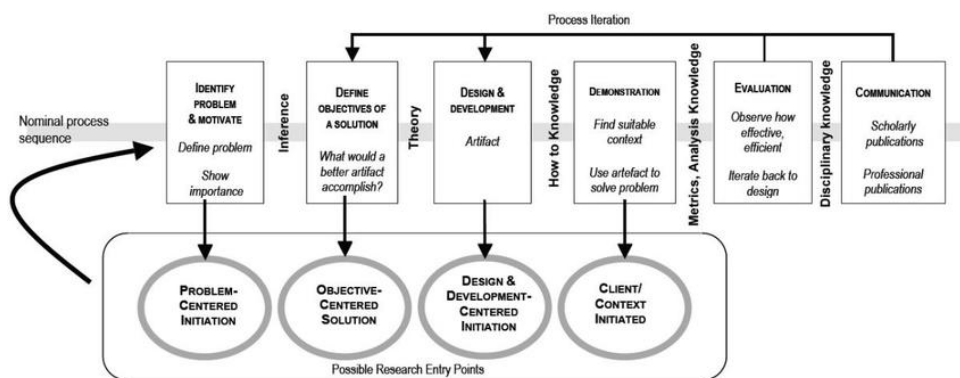 Process Iteration
Nominal process
sequence
IDENTIFY
PROBLEM
& MOTIVATE
Define problem
Show
importance
Inference
DEFINE
OBJECTIVES OF
A SOLUTION
What would a
better artifact
accomplish?
Theory
DESIGN &
DEVELOPMENT
Artifact
How to Knowledge
DEMONSTRATION
Find suitable
context
Use artefact to
solve problem
Metrics, Analysis Knowledge
EVALUATION
Observe how
effective,
efficient
Iterate back to
design
Disciplinary knowledge
COMMUNICATION
Scholarly
publications
Professional
publications
PROBLEM-
CENTERED
INITIATION
OBJECTIVE-
CENTERED
SOLUTION
DESIGN &
DEVELOPMENT-
CENTERED
INITIATION
CLIENT/
CONTEXT
INITIATED
Possible Research Entry Points